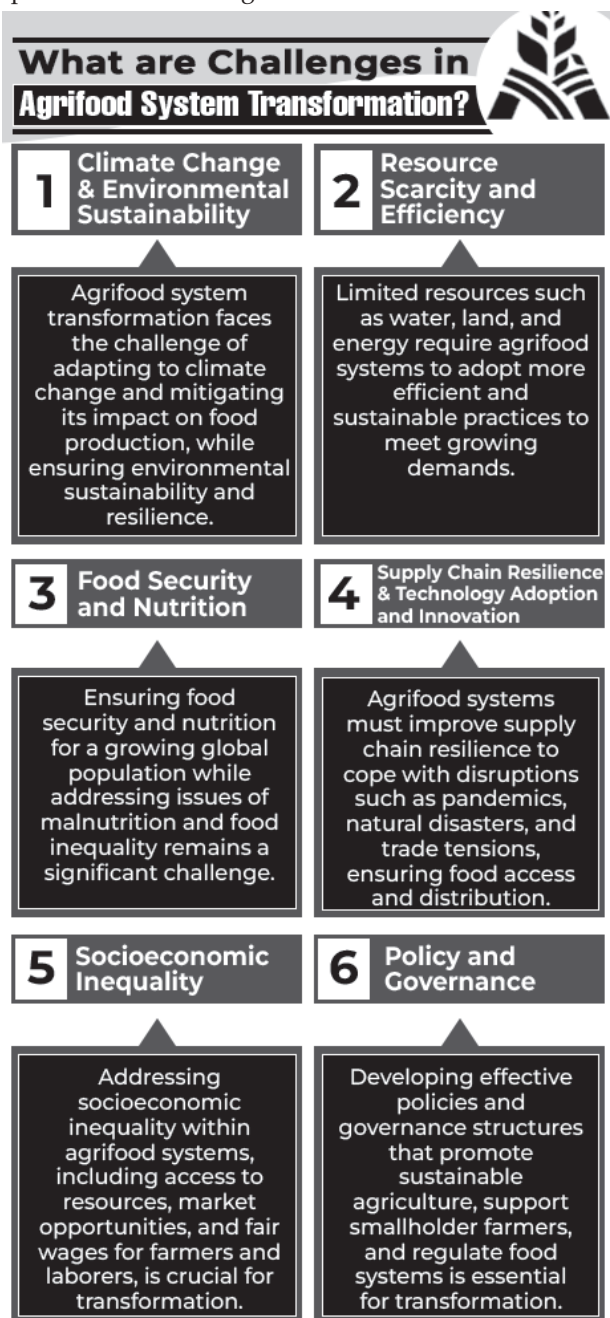 What are Challenges in
Agrifood System Transformation?
1
Climate Change
& Environmental
Sustainability
Agrifood system
transformation faces
the challenge of
adapting to climate
change and mitigating
its impact on food
production, while
ensuring environmental
sustainability and
resilience.
2
Resource
Scarcity and
Efficiency
Limited resources such
as water, land, and
energy require agrifood
systems to adopt more
efficient and
sustainable practices to
meet growing
demands.
3
Food Security
and Nutrition
Ensuring food
security and nutrition
for a growing global
population while
addressing issues of
malnutrition and food
inequality remains a
significant challenge.
4
Supply Chain Resilience
& Technology Adoption
and Innovation
Agrifood systems
must improve supply
chain resilience to
cope with disruptions
such as pandemics,
natural disasters, and
trade tensions,
ensuring food access
and distribution.
5
Socioeconomic
Inequality
Addressing
socioeconomic
inequality within
agrifood systems,
including access to
resources, market
opportunities, and fair
wages for farmers and
laborers, is crucial for
transformation.
6
Policy and
Governance
Developing effective
policies and
governance structures
that promote
sustainable
agriculture, support
smallholder farmers,
and regulate food
systems is essential
for transformation.